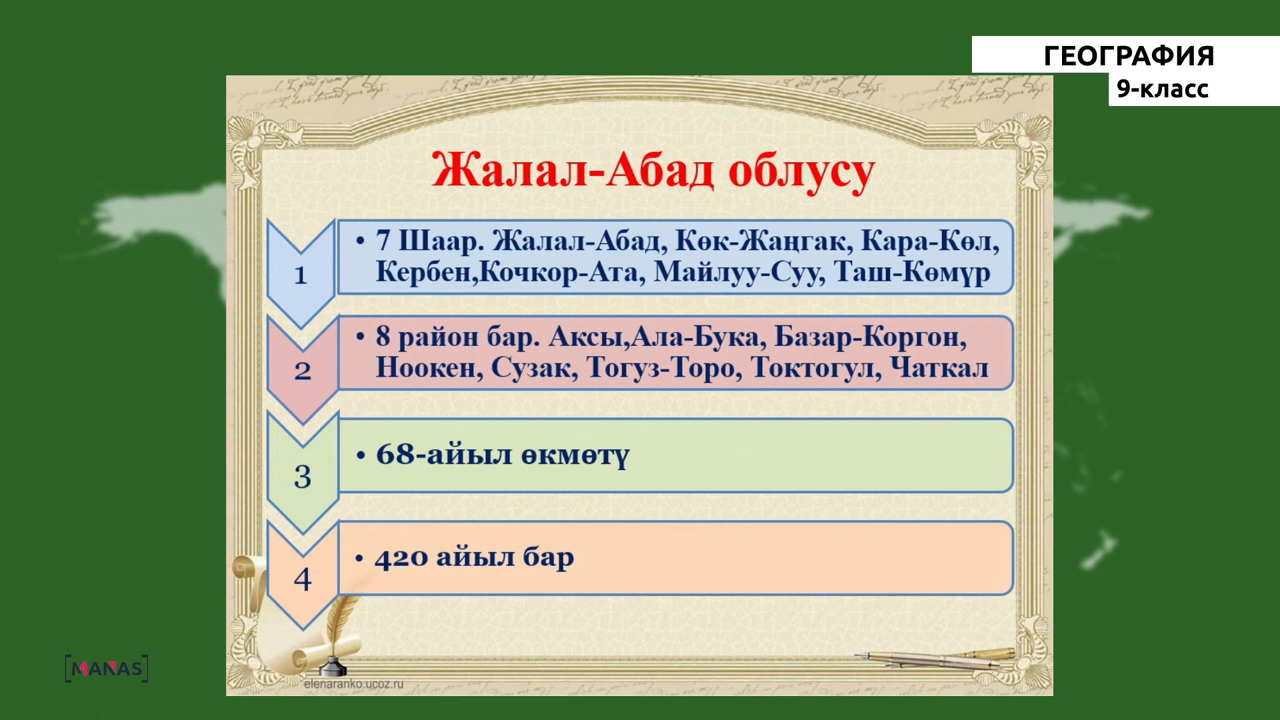 ГЕОГРАФИЯ
9-класс
Жалал-Абад облусу
1
• 7 Шаар. Жалал-Абад, Көк-Жаңгак, Кара-Көл,
Кербен,Кочкор-Ата, Майлуу-Суу, Таш-Көмүр
2
• 8 район бар. Аксы,Ала-Бука, Базар-Коргон,
Ноокен, Сузак, Тогуз-Торо, Токтогул, Чаткал
3
• 68-айыл өкмөтү
4
• 420 айыл бар
[MANAS]
elenaranko.ucoz.ru